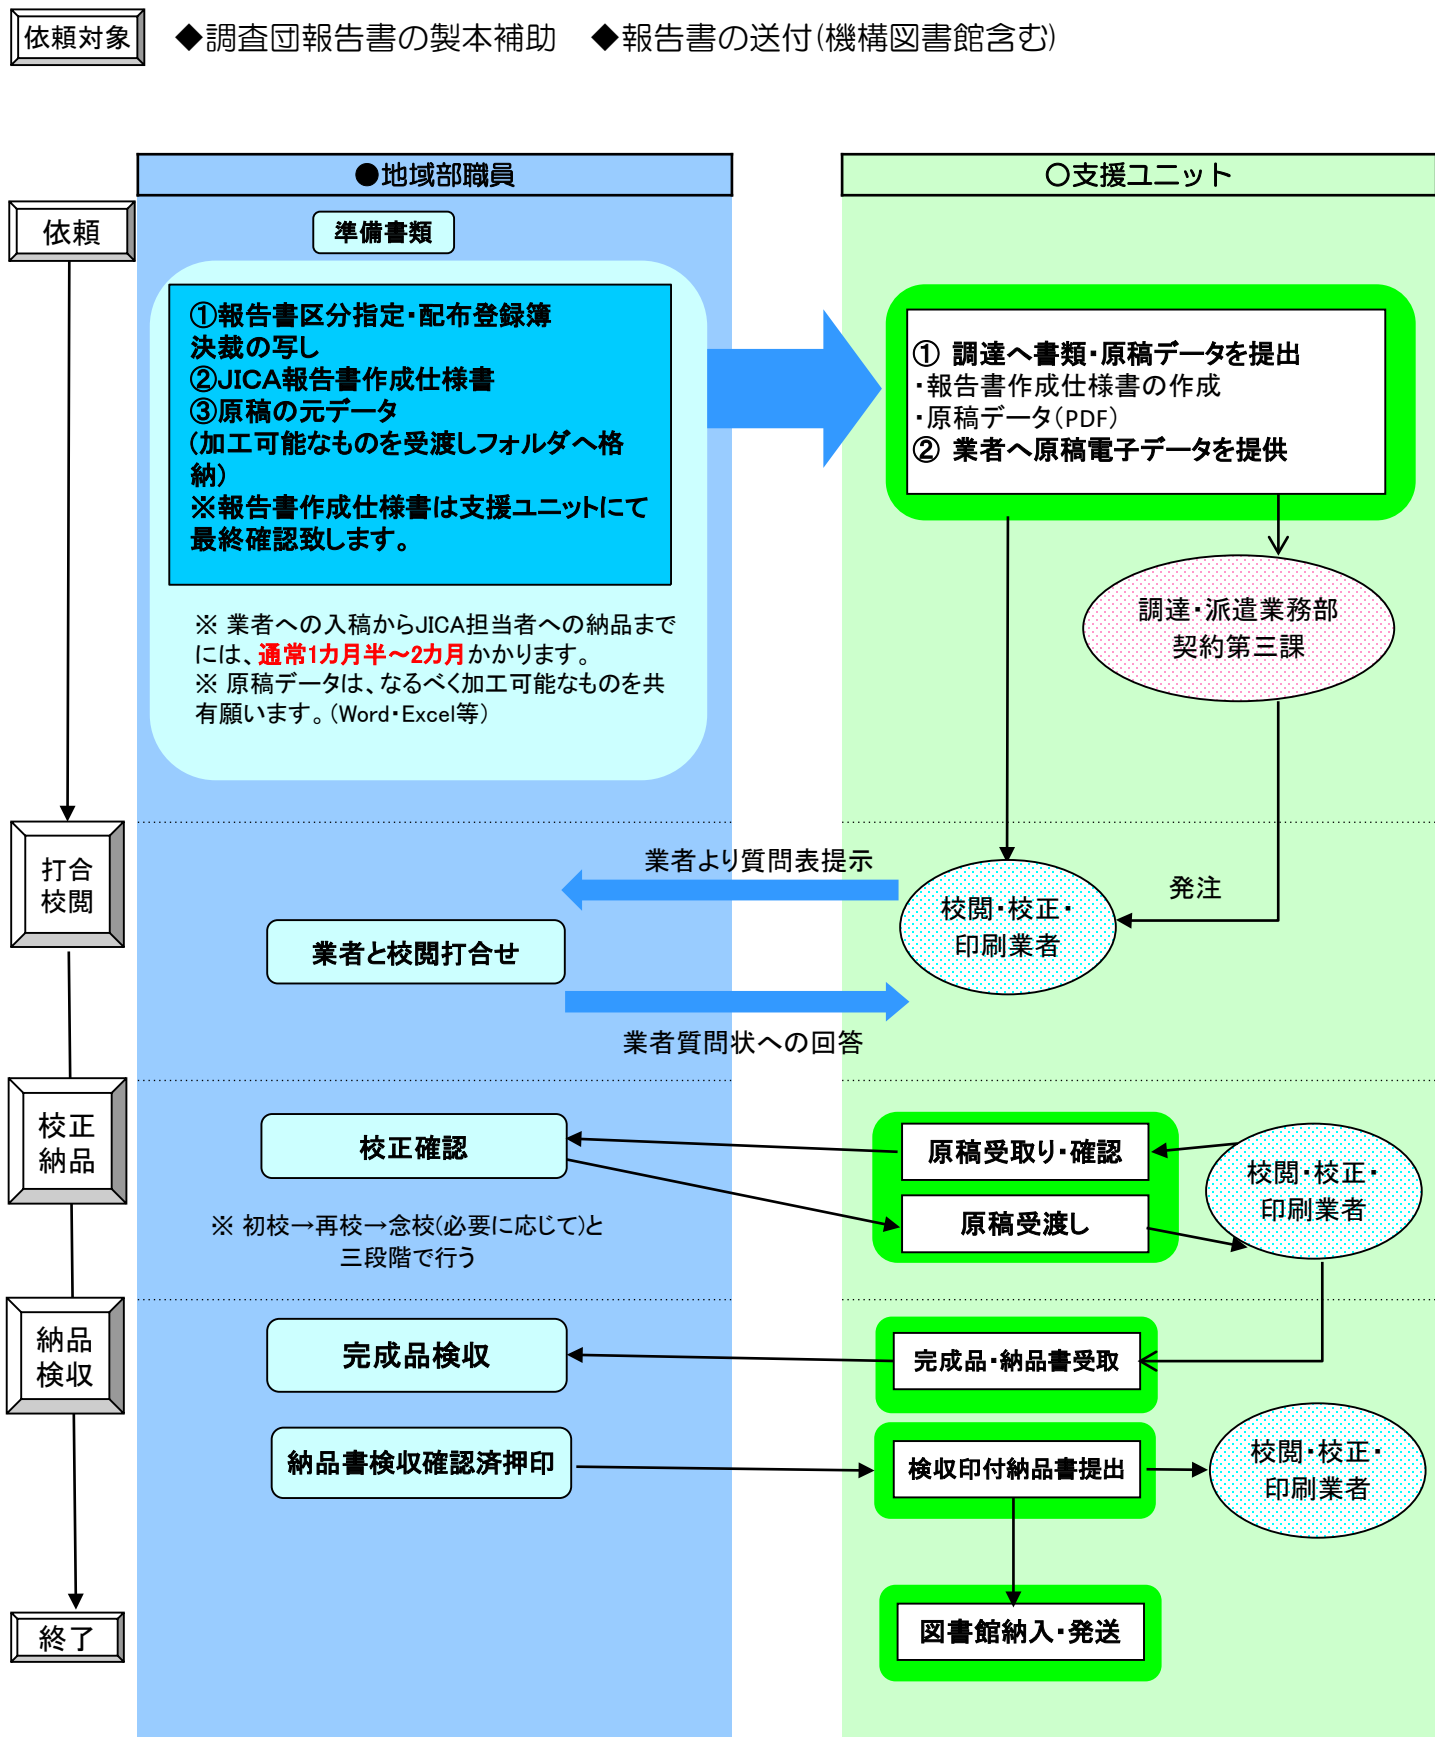 依頼対象
◆調査団報告書の製本補助　◆報告書の送付(機構図書館含む)
●地域部職員
○支援ユニット
依頼
準備書類
①報告書区分指定・配布登録簿
決裁の写し
②JICA報告書作成仕様書
③原稿の元データ
(加工可能なものを受渡しフォルダへ格
納)
※報告書作成仕様書は支援ユニットにて
最終確認致します。
※ 業者への入稿からJICA担当者への納品まで
には、通常1カ月半～2カ月かかります。
※ 原稿データは、なるべく加工可能なものを共
有願います。(Word・Excel等)
① 調達へ書類・原稿データを提出
・報告書作成仕様書の作成
・原稿データ(PDF)
② 業者へ原稿電子データを提供
調達・派遣業務部
契約第三課
打合
校閲
業者より質問表提示
発注
校閲・校正・
印刷業者
業者と校閲打合せ
業者質問状への回答
校正
納品
校正確認
原稿受取り・確認
原稿受渡し
校閲・校正・
印刷業者
※ 初校→再校→念校(必要に応じて)と
三段階で行う
納品
検収
完成品検収
完成品・納品書受取
納品書検収確認済押印
検収印付納品書提出
校閲・校正・
印刷業者
終了
図書館納入・発送